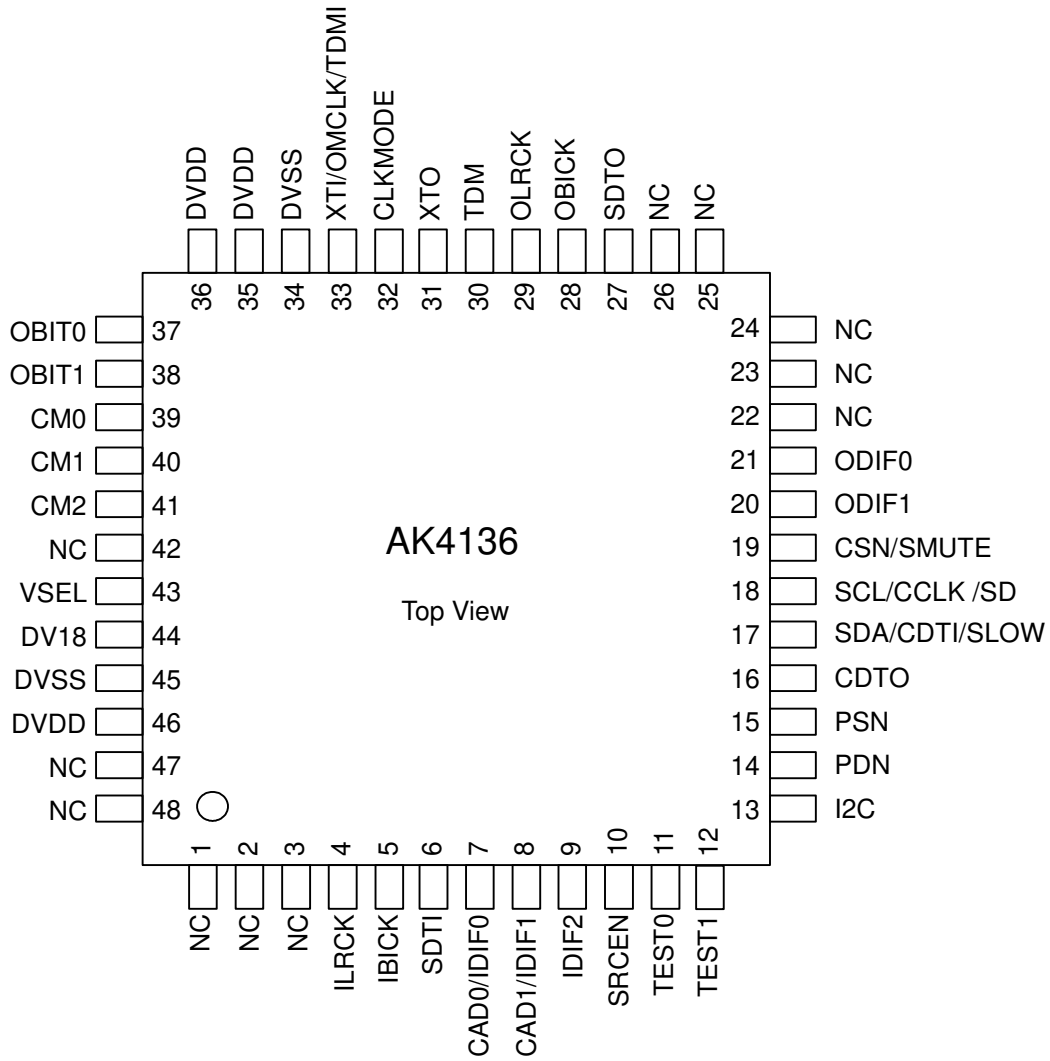 DVDD
DVDD
DVSS
XTI/OMCLK/TDMI
CLKMODE
XTO
TDM
OLRCK
OBICK
SDTO
NC
NC
36
35
34
33
32
31
30
29
28
27
26
25
OBIT0 37
OBIT1 38
CM0 39
CM1 40
CM2 41
NC 42
VSEL 43
DV18 44
DVSS 45
DVDD 46
NC 47
NC 48
AK4136
Top View
24 NC
23 NC
22 NC
21 ODIF0
20 ODIF1
19 CSN/SMUTE
18 SCL/CCLK /SD
17 SDA/CDTI/SLOW
16 CDTO
15 PSN
14 PDN
13 I2C
1
2
3
4
5
6
7
8
9
10
11
12
NC
NC
NC
ILRCK
IBICK
SDTI
CAD0/IDIF0
CAD1/IDIF1
IDIF2
SRCEN
TEST0
TEST1